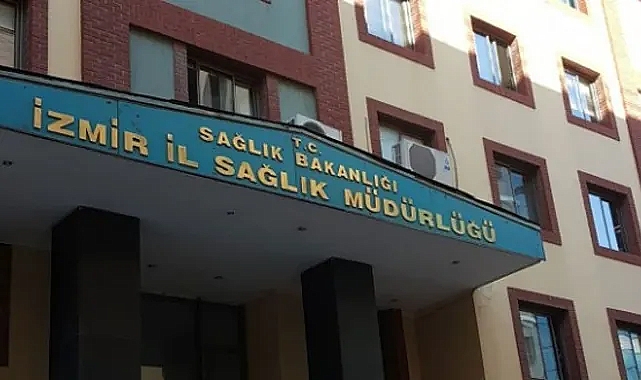 T.C.
SAĞLIK BAKANLIĞI
İZMİR İL SAĞLIK MÜDÜRLÜĞÜ